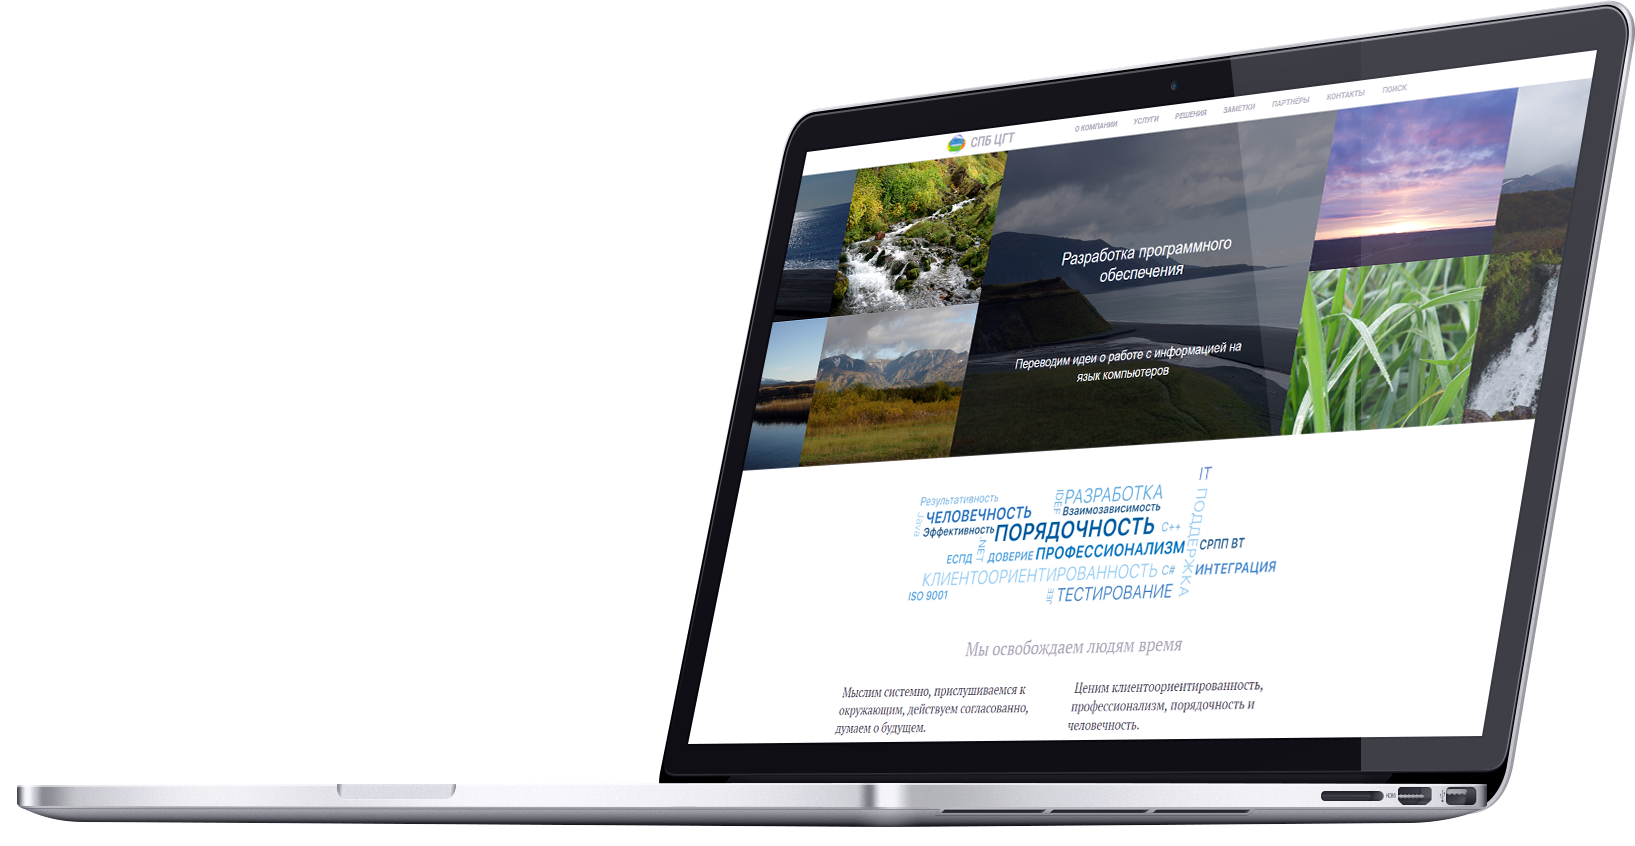 СПБ ЦГТ
О КОМПАНИИ
УСЛУГИ
РЕШЕНИЯ
ЗАМЕТКИ
ПАРТНЁРЫ
КОНТАКТЫ
ПОИСК
Разработка программного
обеспечения
Переводим идеи о работе с информацией на
язык компьютеров
IT ПОДДЕРЖКА
Результативность
IDEF
РАЗРАБОТКА
Java
ЧЕЛОВЕЧНОСТЬ
Взаимозависимость
Эффективность
ПОРЯДОЧНОСТЬ
C++
.NET
ЕСПД
ДОВЕРИЕ
ПРОФЕССИОНАЛИЗМ
СРПП ВТ
КЛИЕНТООРИЕНТИРОВАННОСТЬ
C#
ИНТЕГРАЦИЯ
ISO 9001
JEE
ТЕСТИРОВАНИЕ
Мы освобождаем людям время
Мыслим системно, прислушиваемся к
окружающим, действуем согласованно,
думаем о будущем.
Ценим клиентоориентированность,
профессионализм, порядочность и
человечность.